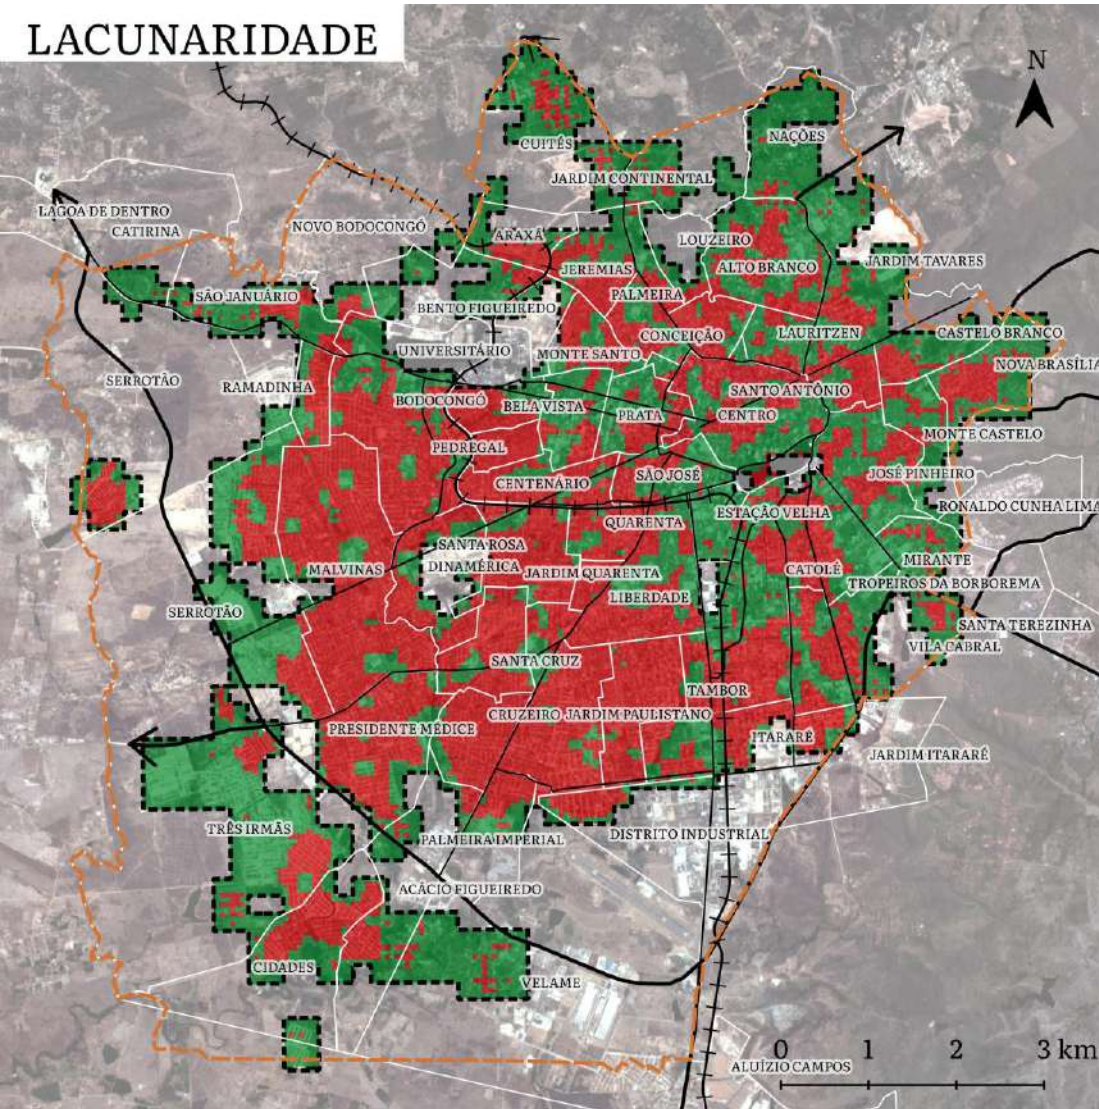 LACUNARIDADE
N
CUITÉS
NAÇÕES
JARDIM CONTINENTAL
LAGOA DE DENTRO
CATIRINA
NOVO BODOCONGÓ
ARAXÁ
LOUZEIRO
JEREMIAS
ALTO BRANCO
JARDIM TAVARES
SÃO JANUÁRIO
PALMEIRA
BENTO FIGUEIREDO
CONCEIÇÃO
LAURITZEN
CASTELO BRANCO
UNIVERSITÁRIO
MONTE SANTO
NOVA BRASÍLIA
SERROTÃO
RAMADINHA
SANTO ANTÔNIO
BODOCONGÓ
BELA VISTA
PRATA
CENTRO
MONTE CASTELO
PEDREGAL
SÃO JOSÉ
JOSÉ PINHEIRO
CENTENÁRIO
RONALDO CUNHA LIMA
ESTAÇÃO VELHA
QUARENTA
SANTA ROSA
MIRANTE
DINAMÉRICA
MALVINAS
JARDIM QUARENTA
CATOLÉ
TROPEIROS DA BORBOREMA
LIBERDADE
SERROTÃO
SANTA TEREZINHA
VILA CABRAL
SANTA CRUZ
TAMBOR
CRUZEIRO
JARDIM PAULISTANO
PRESIDENTE MÉDICE
ITARARÉ
JARDIM ITARARÉ
TRÊS IRMÃS
DISTRITO INDUSTRIAL
PALMEIRA IMPERIAL
ACÁCIO FIGUEIREDO
CIDADES
VELAME
0 1 2 3 km
ALUÍZIO CAMPOS